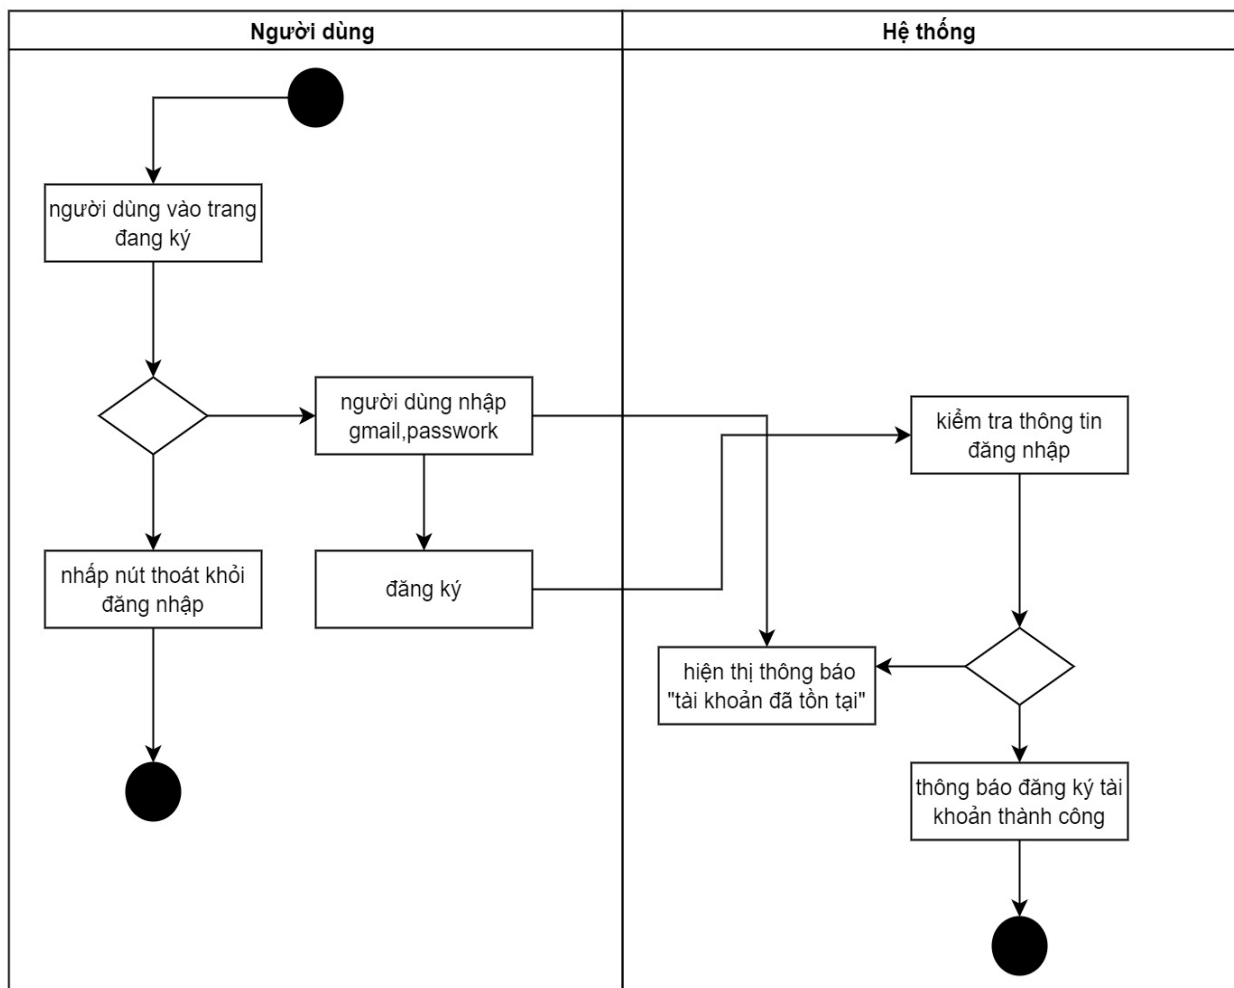 Người dùng
Hệ thống
người dùng vào trang
đang ký
người dùng nhập
gmail,passwork
kiểm tra thông tin
đăng nhập
nhấp nút thoát khỏi
đăng nhập
đăng ký
hiện thị thông báo
"tài khoản đã tồn tại"
thông báo đăng ký tài
khoản thành công